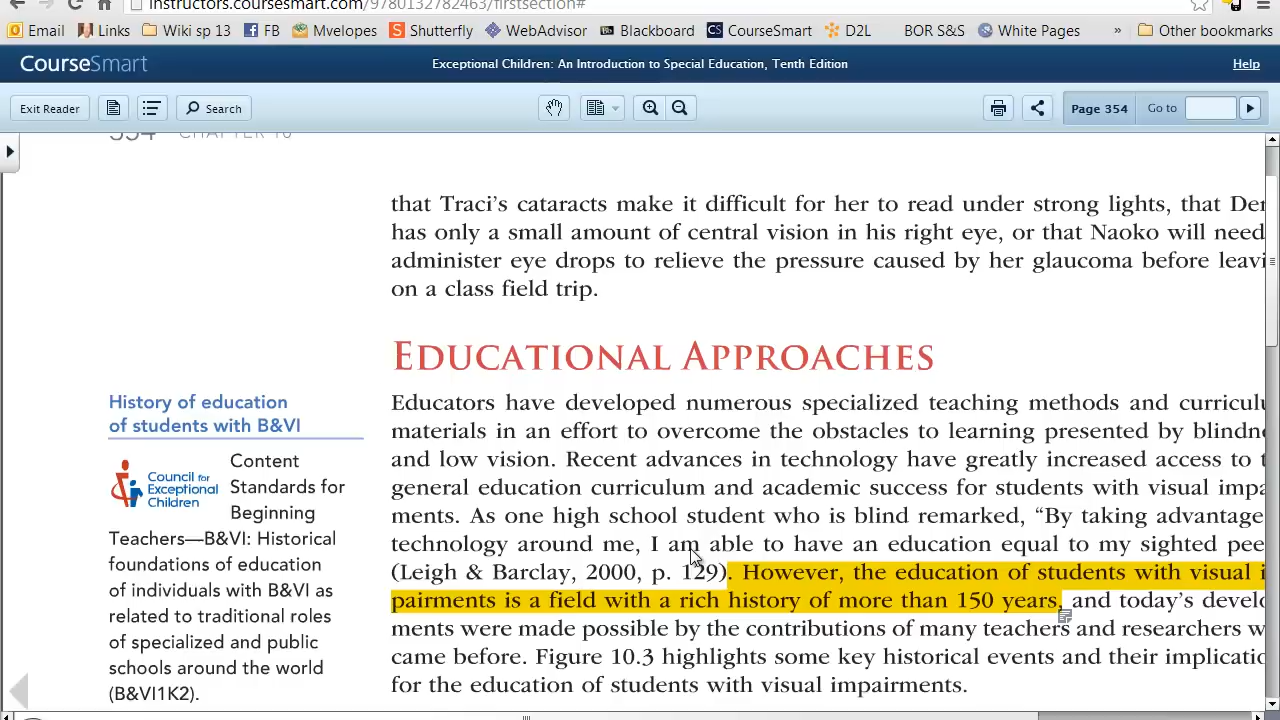 instructors.coursesmart.com/9780132782463/firstsection#
Email Links Wiki sp 13 FB Mvelopes Shutterfly WebAdvisor Blackboard CourseSmart D2L BOR S&S White Pages » Other bookmarks
CourseSmart Exceptional Children: An Introduction to Special Education, Tenth Edition Help
Exit Reader Search Page 354 Go to
354 CHAPTER 10
that Traci's cataracts make it difficult for her to read under strong lights, that Der
has only a small amount of central vision in his right eye, or that Naoko will need
administer eye drops to relieve the pressure caused by her glaucoma before leavi
on a class field trip.
EDUCATIONAL APPROACHES
History of education
of students with B&VI
Council for
Exceptional
Children
Content
Standards for
Beginning
Teachers—B&VI: Historical
foundations of education
of individuals with B&VI as
related to traditional roles
of specialized and public
schools around the world
(B&VI1K2).
Educators have developed numerous specialized teaching methods and curricul
materials in an effort to overcome the obstacles to learning presented by blindn
and low vision. Recent advances in technology have greatly increased access to t
general education curriculum and academic success for students with visual impa
ments. As one high school student who is blind remarked, “By taking advantage
technology around me, I am able to have an education equal to my sighted pee
(Leigh & Barclay, 2000, p. 129). However, the education of students with visual i
pairments is a field with a rich history of more than 150 years, and today's develo
ments were made possible by the contributions of many teachers and researchers w
came before. Figure 10.3 highlights some key historical events and their implicatio
for the education of students with visual impairments.